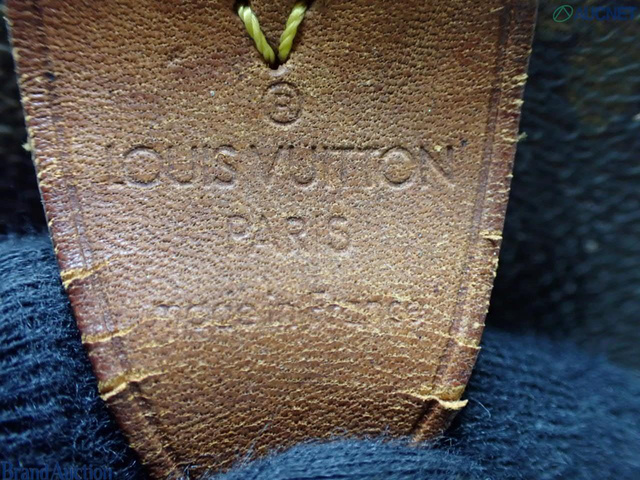 ®
LOUIS VUITTON
PARIS
made in France
Brand Auction